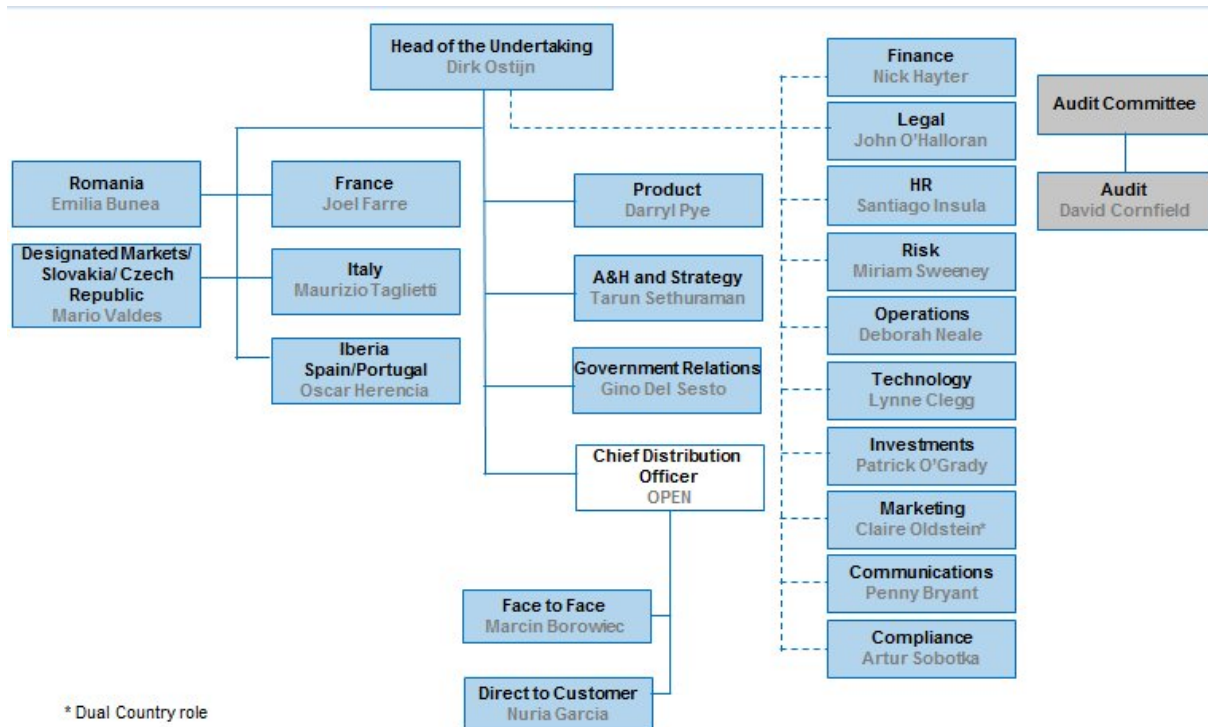 Head of the Undertaking
Dirk Ostijn
Romania
Emilia Bunea
France
Joel Farre
Designated Markets/
Slovakia/ Czech
Republic
Mario Valdes
Italy
Maurizio Taglietti
Iberia
Spain/Portugal
Oscar Herencia
Product
Darryl Pye
A&H and Strategy
Tarun Sethuraman
Government Relations
Gino Del Sesto
Chief Distribution
Officer
OPEN
Face to Face
Marcin Borowiec
Direct to Customer
Nuria Garcia
Finance
Nick Hayter
Legal
John O'Halloran
HR
Santiago Insula
Risk
Miriam Sweeney
Operations
Deborah Neale
Technology
Lynne Clegg
Investments
Patrick O'Grady
Marketing
Claire Oldstein*
Communications
Penny Bryant
Compliance
Artur Sobotka
Audit Committee
Audit
David Cornfield
* Dual Country role